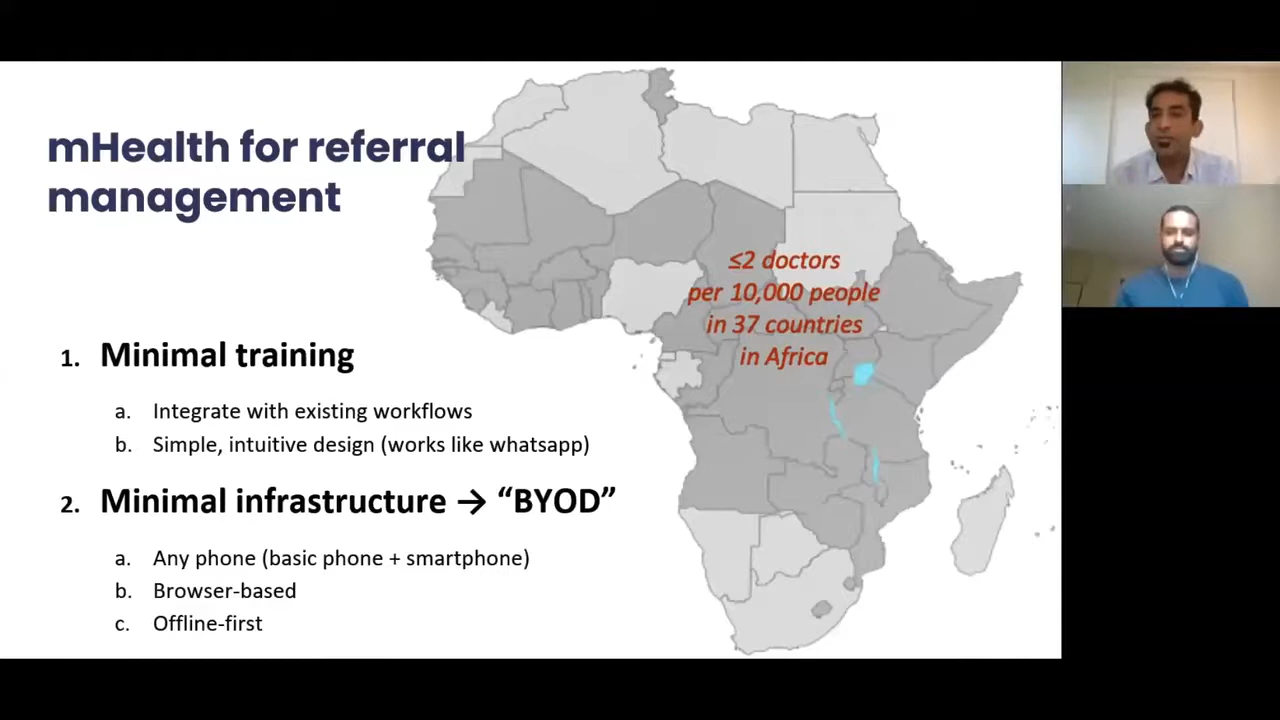 mHealth for referral
management
≤2 doctors
per 10,000 people
in 37 countries
in Africa
1. Minimal training
a. Integrate with existing workflows
b. Simple, intuitive design (works like whatsapp)
2. Minimal infrastructure → “BYOD”
a. Any phone (basic phone + smartphone)
b. Browser-based
c. Offline-first